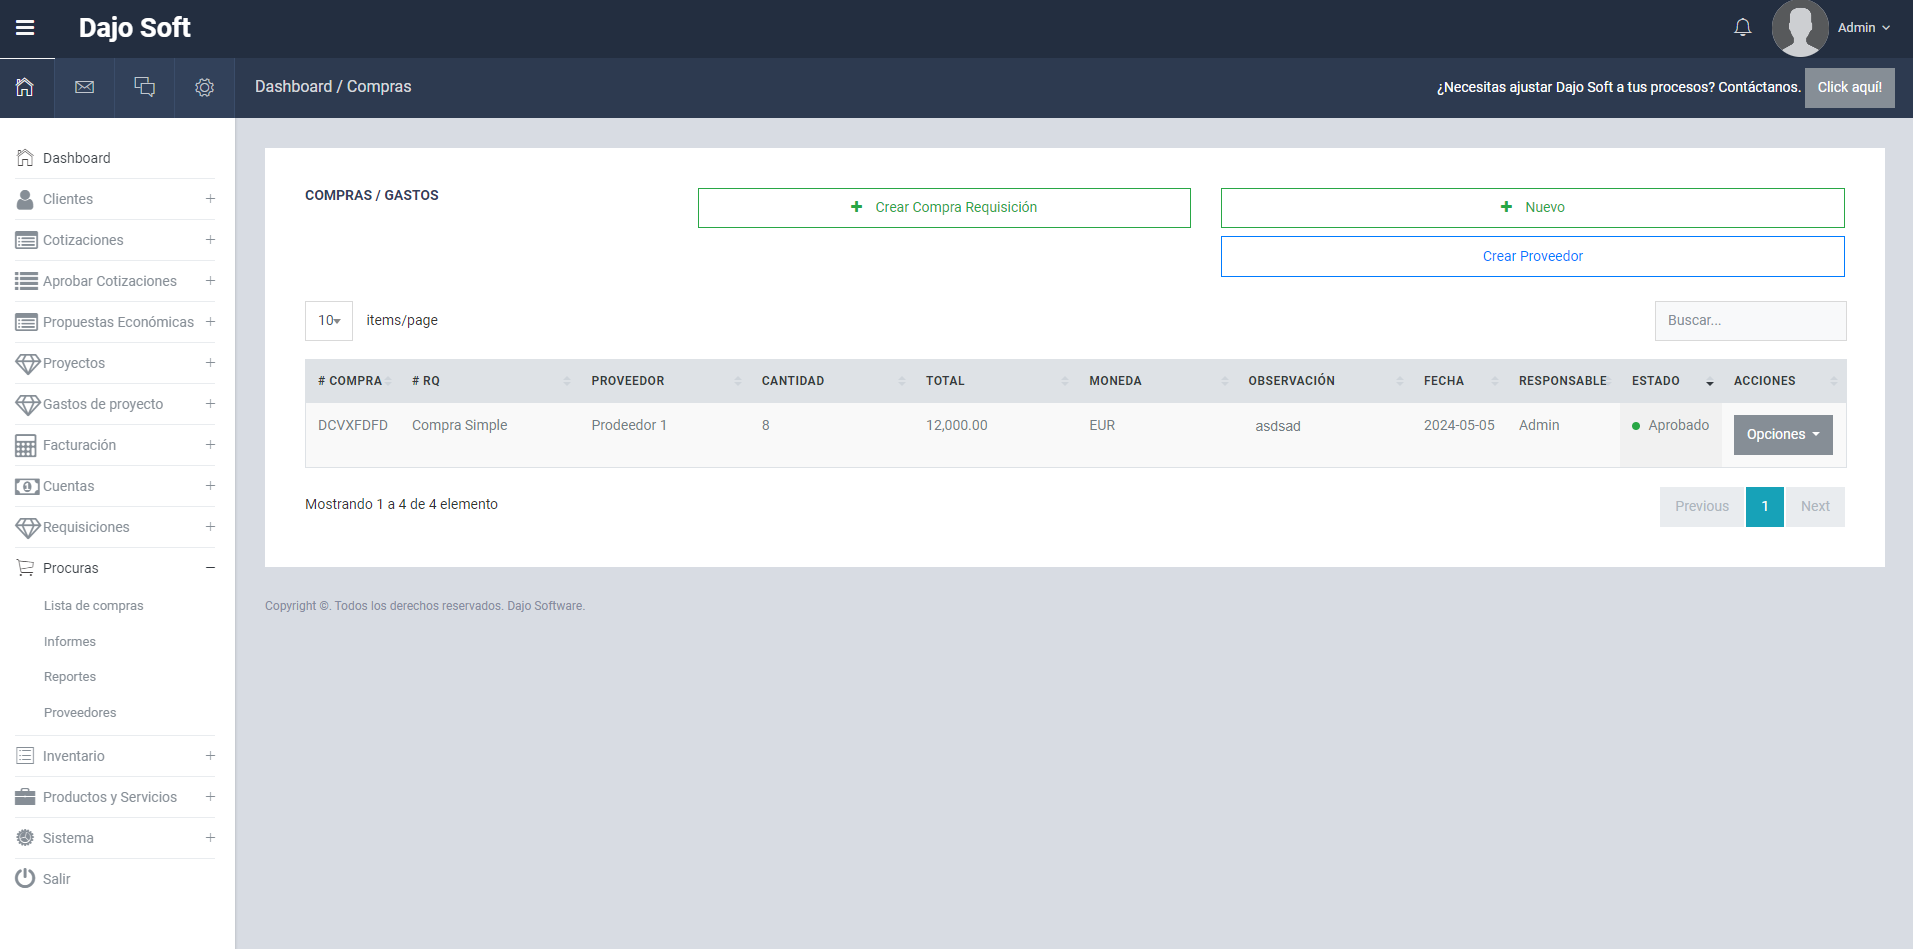 Dajo Soft
Admin
Dashboard / Compras
¿Necesitas ajustar Dajo Soft a tus procesos? Contáctanos. Click aquí!
Dashboard
Clientes
Cotizaciones
Aprobar Cotizaciones
Propuestas Económicas
Proyectos
Gastos de proyecto
Facturación
Cuentas
Requisiciones
Procuras
Lista de compras
Informes
Reportes
Proveedores
Inventario
Productos y Servicios
Sistema
Salir
COMPRAS / GASTOS
Crear Compra Requisición
Nuevo
Crear Proveedor
10 items/page
Buscar...
# COMPRA # RQ PROVEEDOR CANTIDAD TOTAL MONEDA OBSERVACIÓN FECHA RESPONSABLE ESTADO ACCIONES
DCVXFDFD Compra Simple Prodeedor 1 8 12,000.00 EUR asdsad 2024-05-05 Admin Aprobado Opciones
Mostrando 1 a 4 de 4 elemento
Previous 1 Next
Copyright ©. Todos los derechos reservados. Dajo Software.